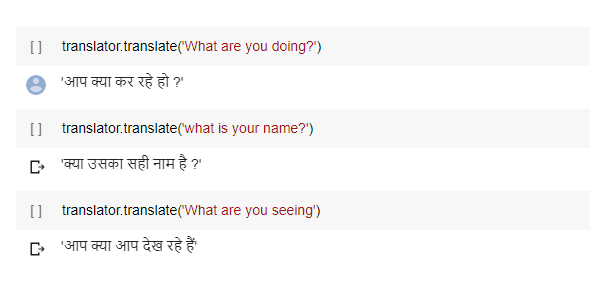 [ ] translator.translate('What are you doing?')
'आप क्या कर रहे हो ?'
[ ] translator.translate('what is your name?')
'क्या उसका सही नाम है ?'
[ ] translator.translate('What are you seeing')
'आप क्या आप देख रहे हैं'